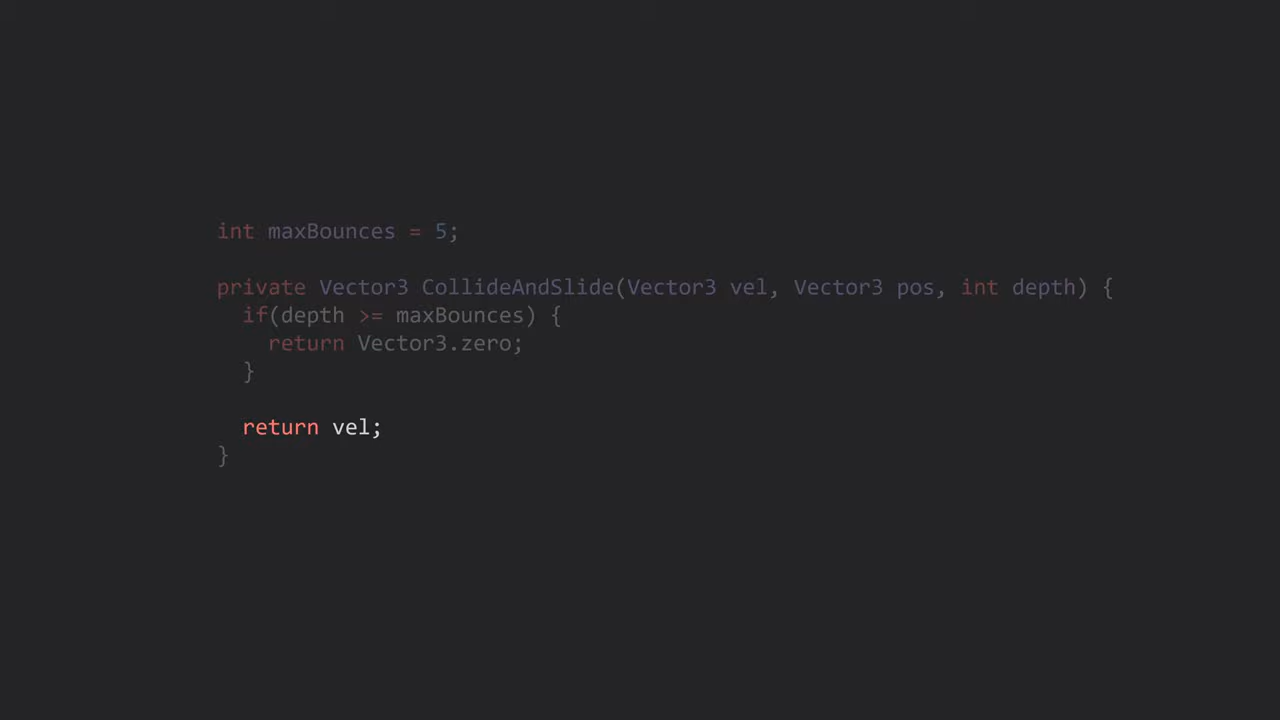 int maxBounces = 5;
private Vector3 CollideAndSlide(Vector3 vel, Vector3 pos, int depth) {
if(depth >= maxBounces) {
return Vector3.zero;
}
return vel;
}